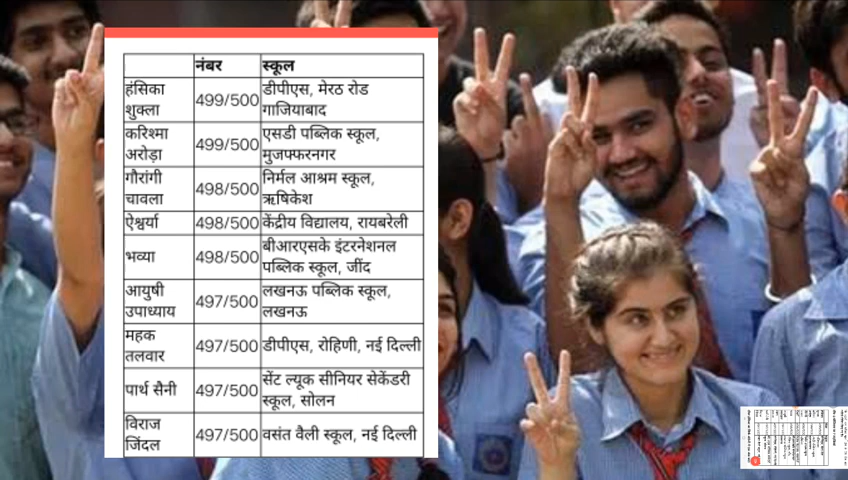 नंबर स्कूल
हंसिका शुक्ला 499/500 डीपीएस, मेरठ रोड गाजियाबाद
करिश्मा अरोड़ा 499/500 एसडी पब्लिक स्कूल, मुजफ्फरनगर
गौरांगी चावला 498/500 निर्मल आश्रम स्कूल, ऋषिकेश
ऐश्वर्या 498/500 केंद्रीय विद्यालय, रायबरेली
भव्या 498/500 बीआरएसके इंटरनेशनल पब्लिक स्कूल, जींद
आयुषी उपाध्याय 497/500 लखनऊ पब्लिक स्कूल, लखनऊ
महक तलवार 497/500 डीपीएस, रोहिणी, नई दिल्ली
पार्थ सैनी 497/500 सेंट ल्यूक सीनियर सेकेंडरी स्कूल, सोलन
विराज जिंदल 497/500 वसंत वैली स्कूल, नई दिल्ली